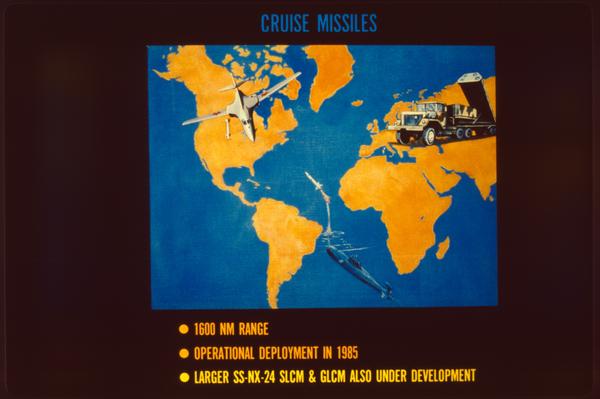 CRUISE MISSILES
● 1600 NM RANGE
● OPERATIONAL DEPLOYMENT IN 1985
● LARGER SS-NX-24 SLCM & GLCM ALSO UNDER DEVELOPMENT